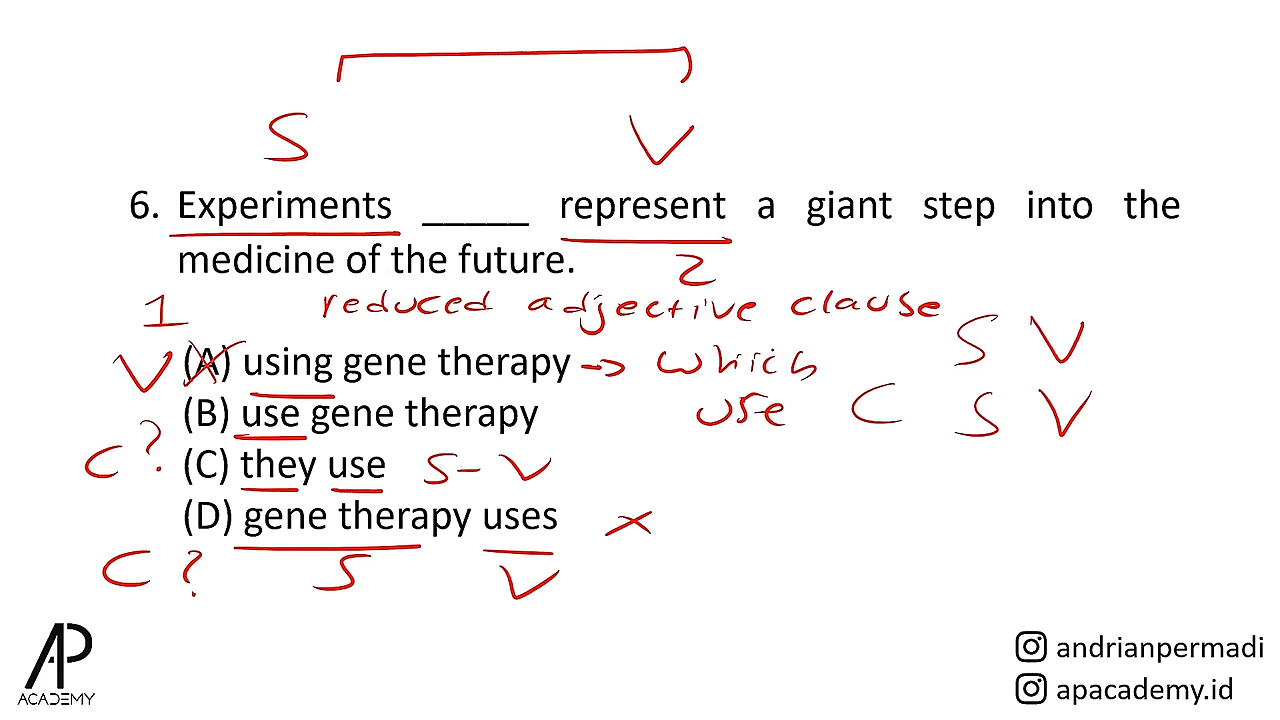 S V
6. Experiments _____ represent a giant step into the
medicine of the future.
2
1 reduced adjective clause
S V
V (A) using gene therapy → which
(B) use gene therapy use C S V
C ? (C) they use S - V
(D) gene therapy uses X
C ? S V
AP
ACADEMY
andrianpermadi
apacademy.id